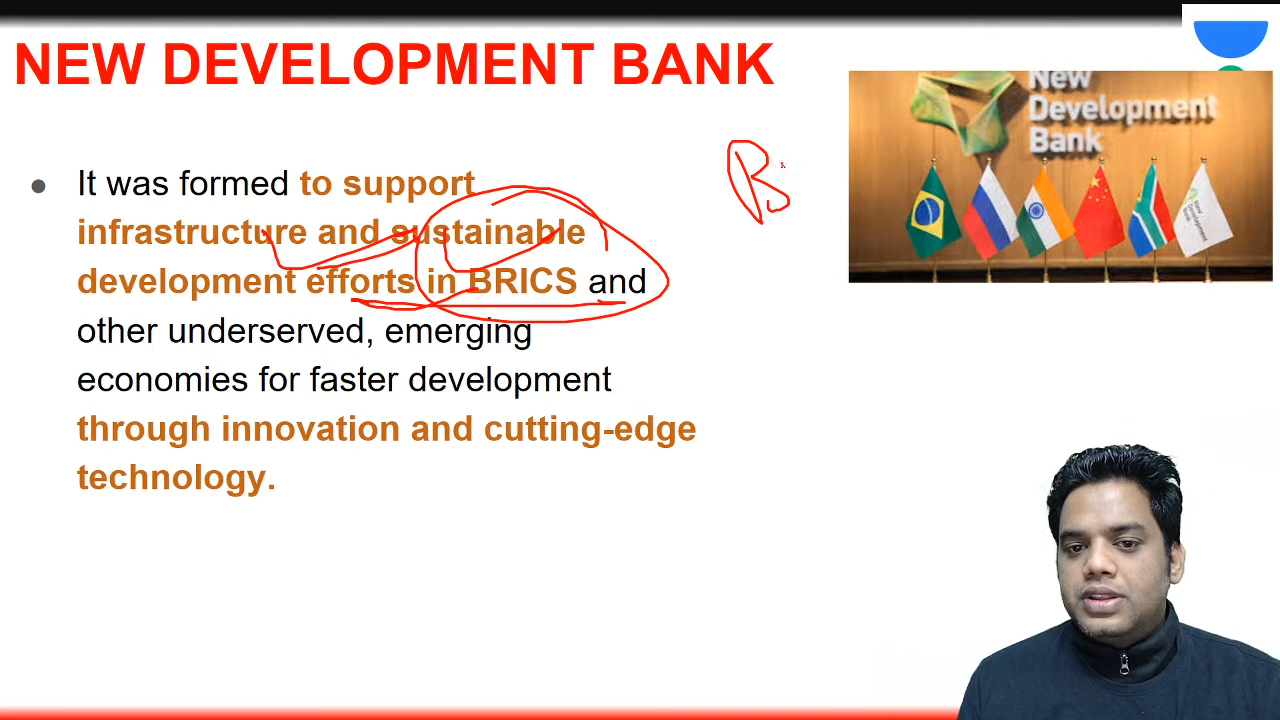 NEW DEVELOPMENT BANK
● It was formed to support
infrastructure and sustainable
development efforts in BRICS and
other underserved, emerging
economies for faster development
through innovation and cutting-edge
technology.
B
New
Development
Bank